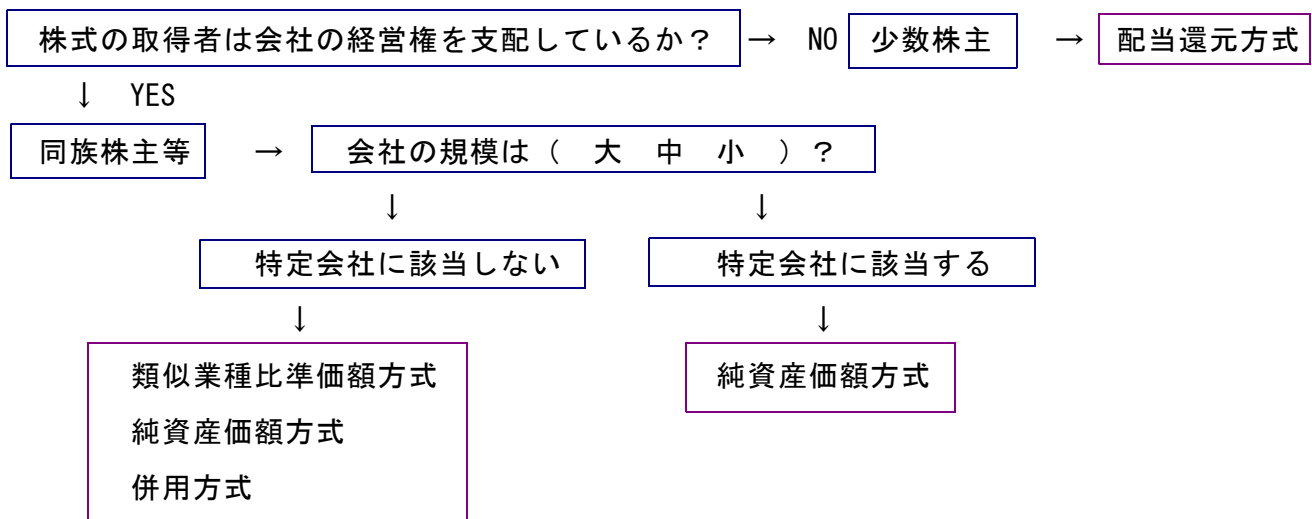 株式の取得者は会社の経営権を支配しているか？ → NO 少数株主 → 配当還元方式
↓ YES
同族株主等 → 会社の規模は（ 大 中 小 ）？
↓ ↓
特定会社に該当しない 特定会社に該当する
↓ ↓
類似業種比準価額方式 純資産価額方式
純資産価額方式
併用方式